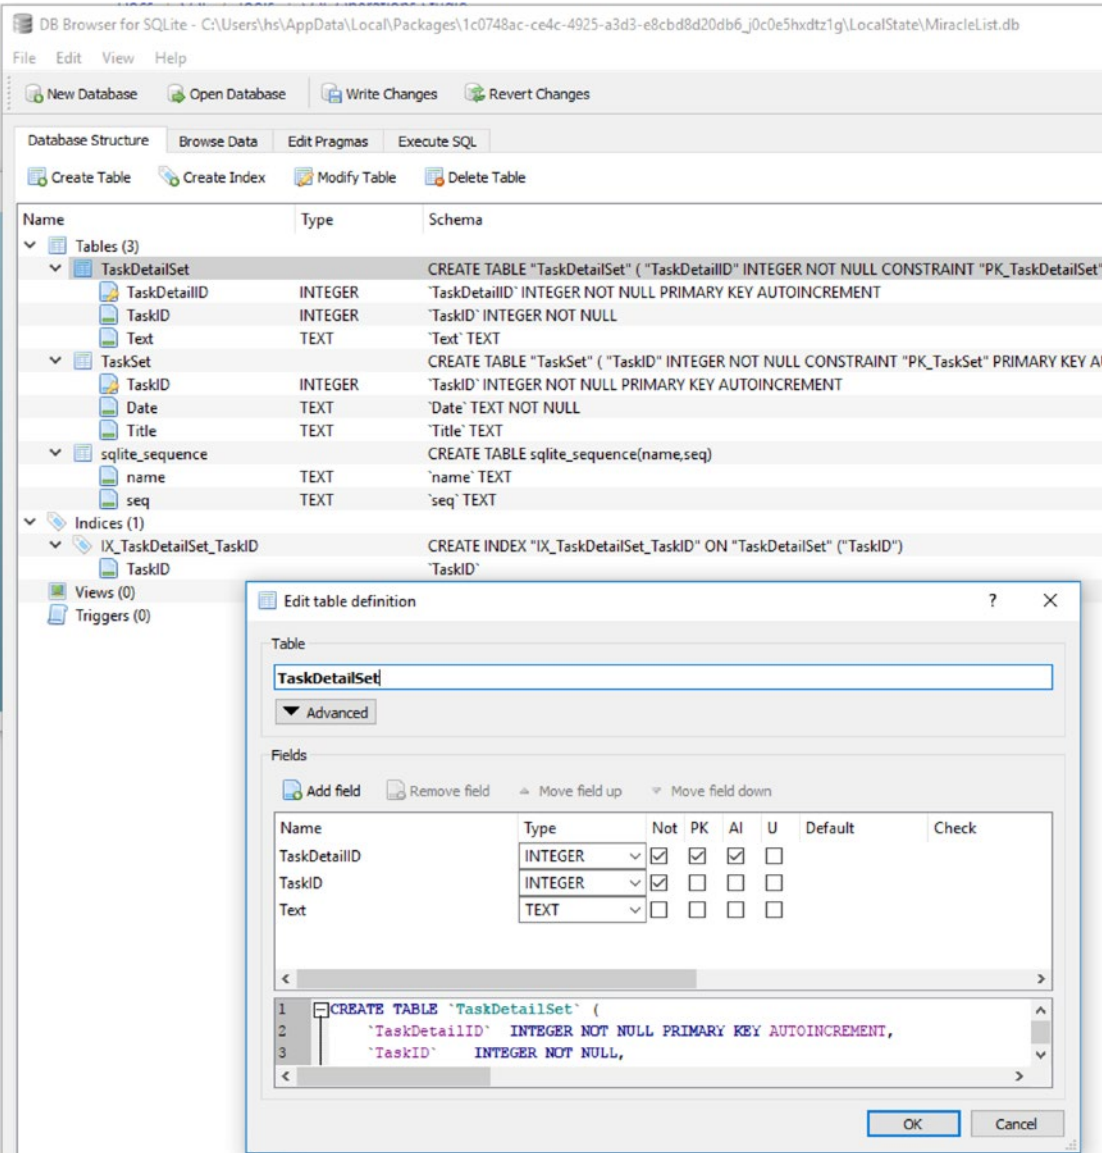 DB Browser for SQLite - C:\Users\hs\AppData\Local\Packages\1c0748ac-ce4c-4925-a3d3-e8cbd8d20db6_j0c0e5hxdtz1g\LocalState\MiracleList.db
File Edit View Help
New Database Open Database Write Changes Revert Changes
Database Structure Browse Data Edit Pragmas Execute SQL
Create Table Create Index Modify Table Delete Table
Name Type Schema
Tables (3)
TaskDetailSet CREATE TABLE "TaskDetailSet" ( "TaskDetailID" INTEGER NOT NULL CONSTRAINT "PK_TaskDetailSet"
TaskDetailID INTEGER `TaskDetailID` INTEGER NOT NULL PRIMARY KEY AUTOINCREMENT
TaskID INTEGER `TaskID` INTEGER NOT NULL
Text TEXT `Text` TEXT
TaskSet CREATE TABLE "TaskSet" ( "TaskID" INTEGER NOT NULL CONSTRAINT "PK_TaskSet" PRIMARY KEY A
TaskID INTEGER `TaskID` INTEGER NOT NULL PRIMARY KEY AUTOINCREMENT
Date TEXT `Date` TEXT NOT NULL
Title TEXT `Title` TEXT
sqlite_sequence CREATE TABLE sqlite_sequence(name,seq)
name TEXT `name` TEXT
seq TEXT `seq` TEXT
Indices (1)
IX_TaskDetailSet_TaskID CREATE INDEX "IX_TaskDetailSet_TaskID" ON "TaskDetailSet" ("TaskID")
TaskID `TaskID`
Views (0)
Triggers (0)
Edit table definition ?
Table
TaskDetailSet
Advanced
Fields
Add field Remove field Move field up Move field down
Name Type Not PK AI U Default Check
TaskDetailID INTEGER
TaskID INTEGER
Text TEXT
1 CREATE TABLE `TaskDetailSet` (
2 `TaskDetailID` INTEGER NOT NULL PRIMARY KEY AUTOINCREMENT,
3 `TaskID` INTEGER NOT NULL,
OK Cancel